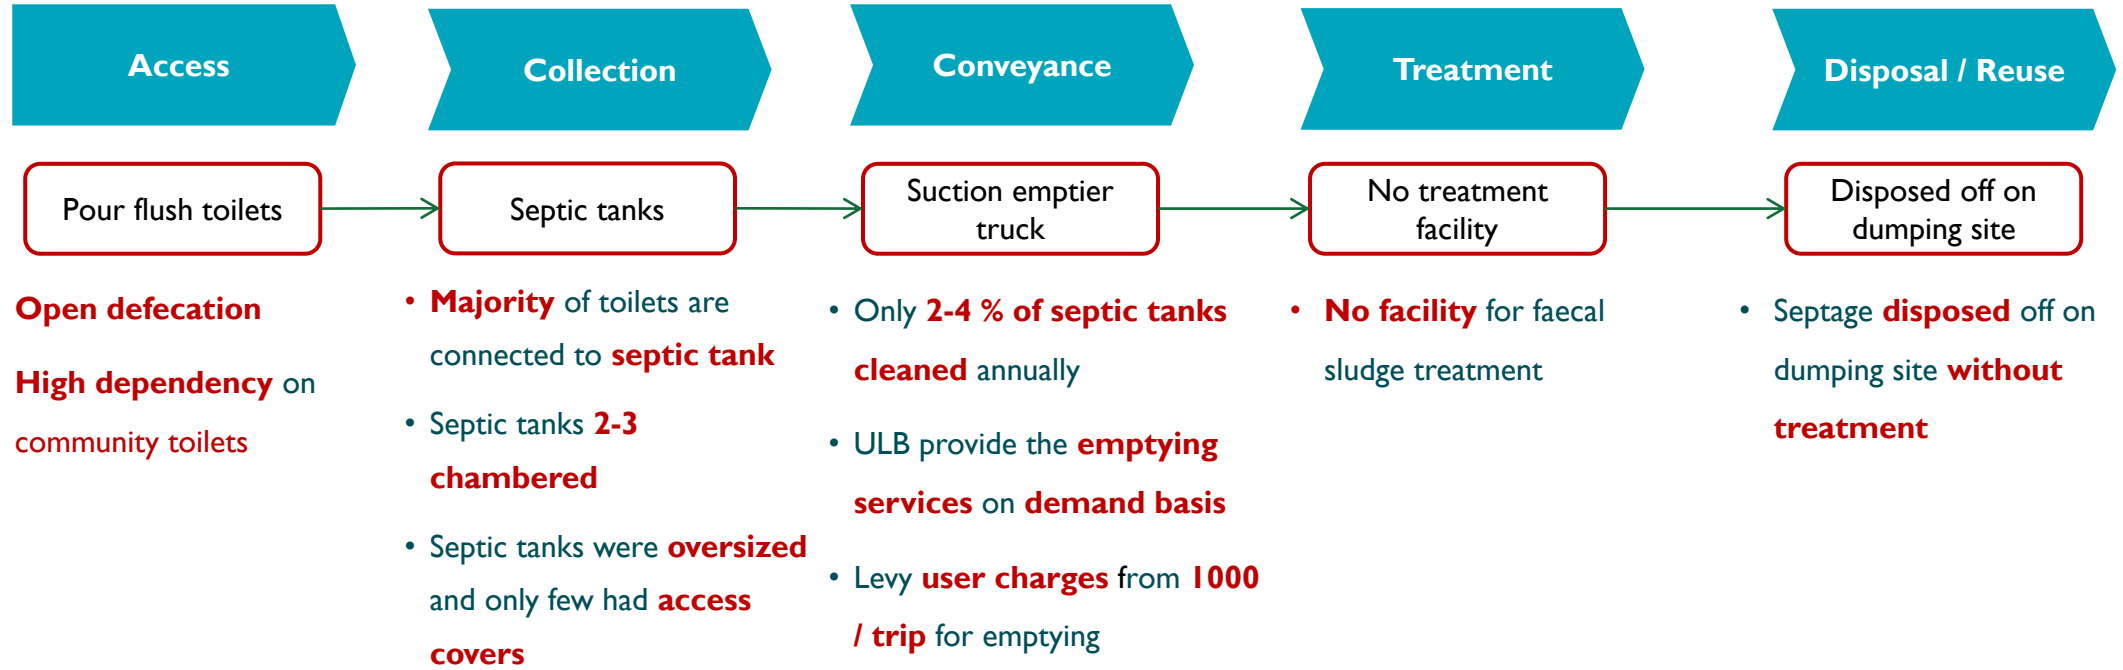 Access
Collection
Conveyance
Treatment
Disposal / Reuse
Pour flush toilets
Septic tanks
Suction emptier
truck
No treatment
facility
Disposed off on
dumping site
Open defecation
High dependency on
community toilets
• Majority of toilets are
connected to septic tank
• Septic tanks 2-3
chambered
• Septic tanks were oversized
and only few had access
covers
• Only 2-4 % of septic tanks
cleaned annually
• ULB provide the emptying
services on demand basis
• Levy user charges from 1000
/ trip for emptying
• No facility for faecal
sludge treatment
• Septage disposed off on
dumping site without
treatment